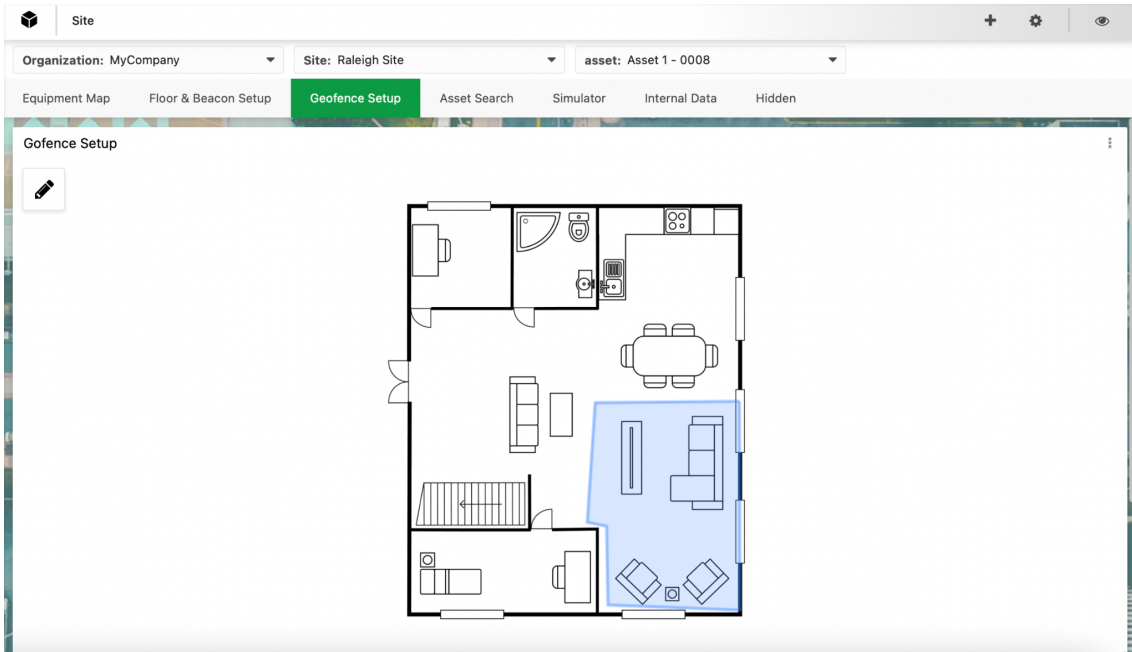 Site
Organization: MyCompany Site: Raleigh Site asset: Asset 1 - 0008
Equipment Map Floor & Beacon Setup Geofence Setup Asset Search Simulator Internal Data Hidden
Gofence Setup